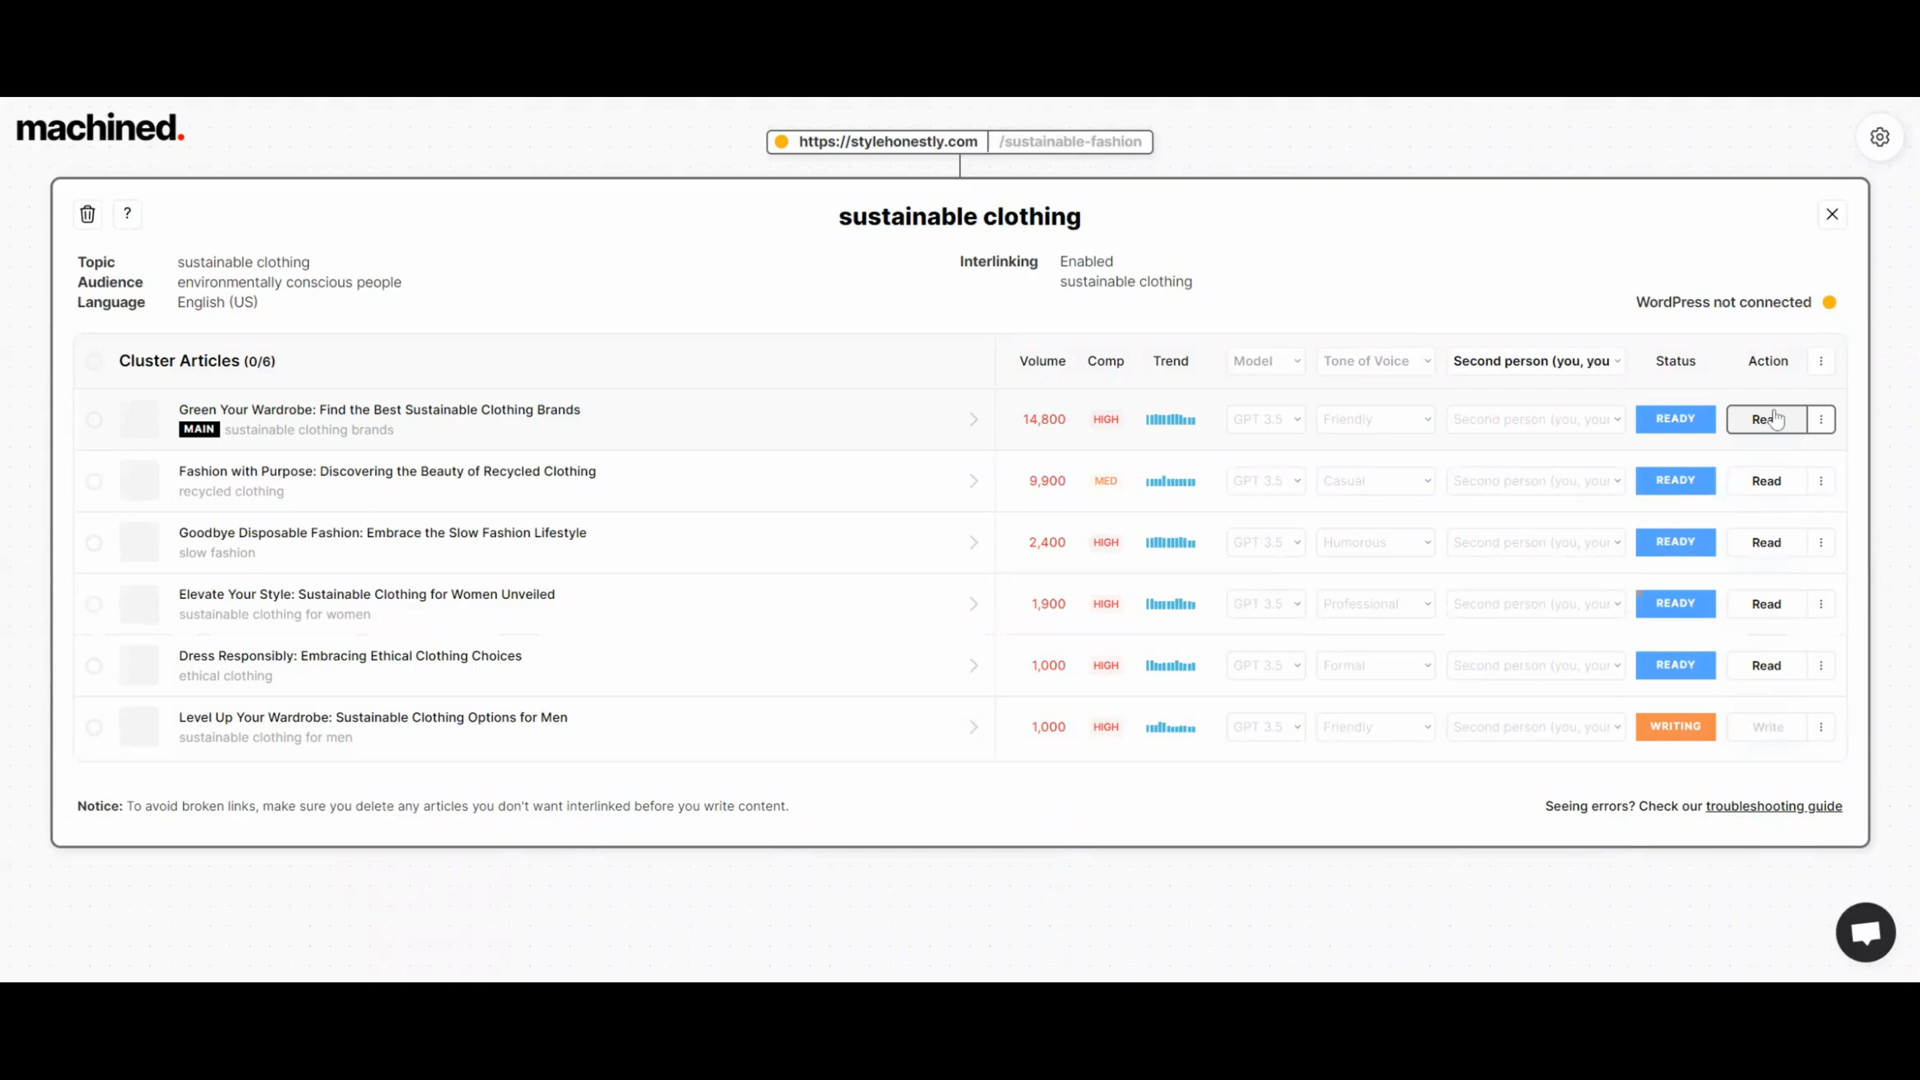 machined.
https://stylehonestly.com /sustainable-fashion
? sustainable clothing
Topic sustainable clothing
Audience environmentally conscious people
Language English (US)
Interlinking Enabled
sustainable clothing
WordPress not connected
Cluster Articles (0/6) Volume Comp Trend Model Tone of Voice Second person (you, you Status Action
Green Your Wardrobe: Find the Best Sustainable Clothing Brands
MAIN sustainable clothing brands
14,800 HIGH GPT 3.5 Friendly Second person (you, your READY
Fashion with Purpose: Discovering the Beauty of Recycled Clothing
recycled clothing
9,900 MED GPT 3.5 Casual Second person (you, your READY Read
Goodbye Disposable Fashion: Embrace the Slow Fashion Lifestyle
slow fashion
2,400 HIGH GPT 3.5 Humorous Second person (you, your READY Read
Elevate Your Style: Sustainable Clothing for Women Unveiled
sustainable clothing for women
1,900 HIGH GPT 3.5 Professional Second person (you, your READY Read
Dress Responsibly: Embracing Ethical Clothing Choices
ethical clothing
1,000 HIGH GPT 3.5 Formal Second person (you, your READY Read
Level Up Your Wardrobe: Sustainable Clothing Options for Men
sustainable clothing for men
1,000 HIGH GPT 3.5 Friendly Second person (you, your WRITING Write
Notice: To avoid broken links, make sure you delete any articles you don't want interlinked before you write content.
Seeing errors? Check our troubleshooting guide